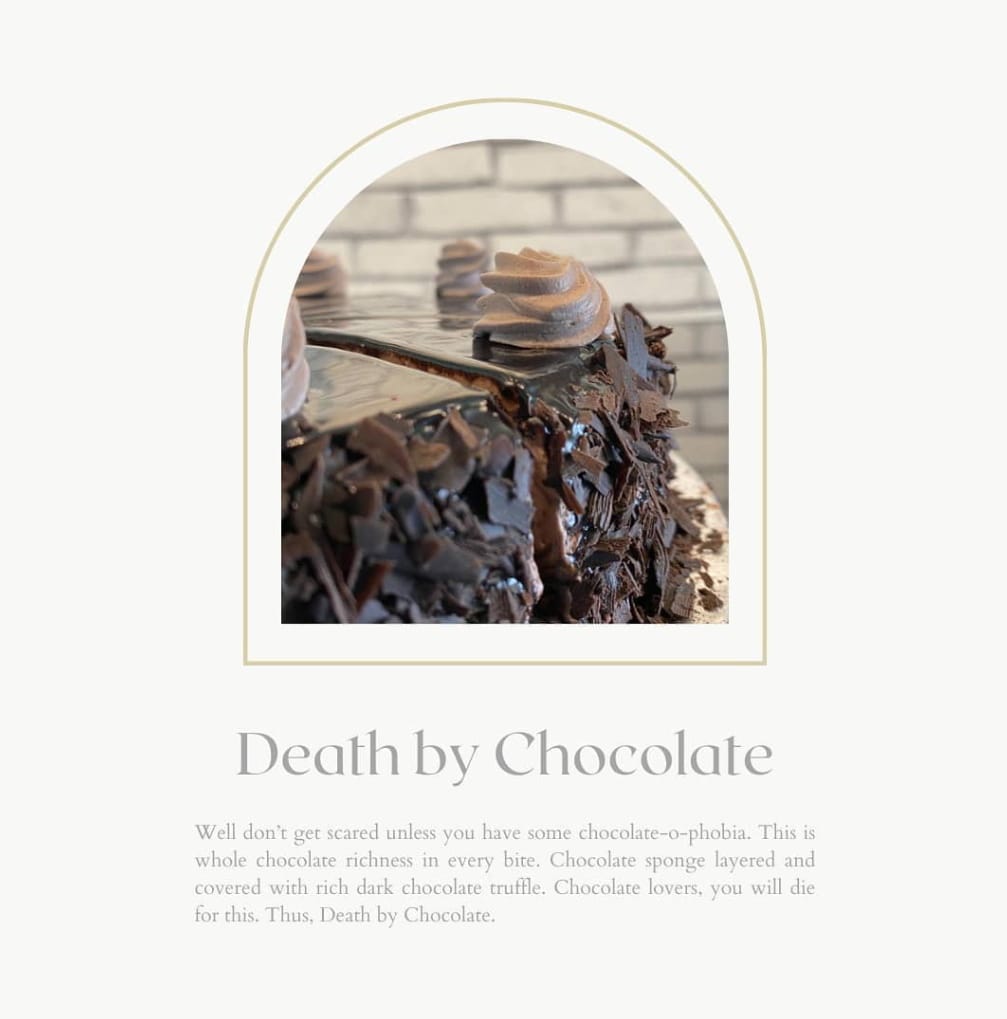 Death by Chocolate
Well don’t get scared unless you have some chocolate-o-phobia. This is
whole chocolate richness in every bite. Chocolate sponge layered and
covered with rich dark chocolate truffle. Chocolate lovers, you will die
for this. Thus, Death by Chocolate.